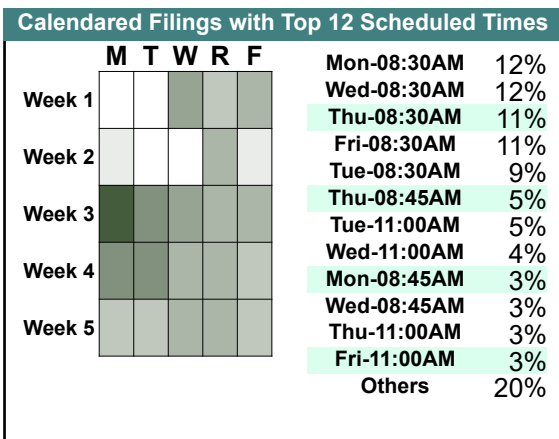 Calendared Filings with Top 12 Scheduled Times
M T W R F
Week 1
Week 2
Week 3
Week 4
Week 5
Mon-08:30AM 12%
Wed-08:30AM 12%
Thu-08:30AM 11%
Fri-08:30AM 11%
Tue-08:30AM 9%
Thu-08:45AM 5%
Tue-11:00AM 5%
Wed-11:00AM 4%
Mon-08:45AM 3%
Wed-08:45AM 3%
Thu-11:00AM 3%
Fri-11:00AM 3%
Others 20%